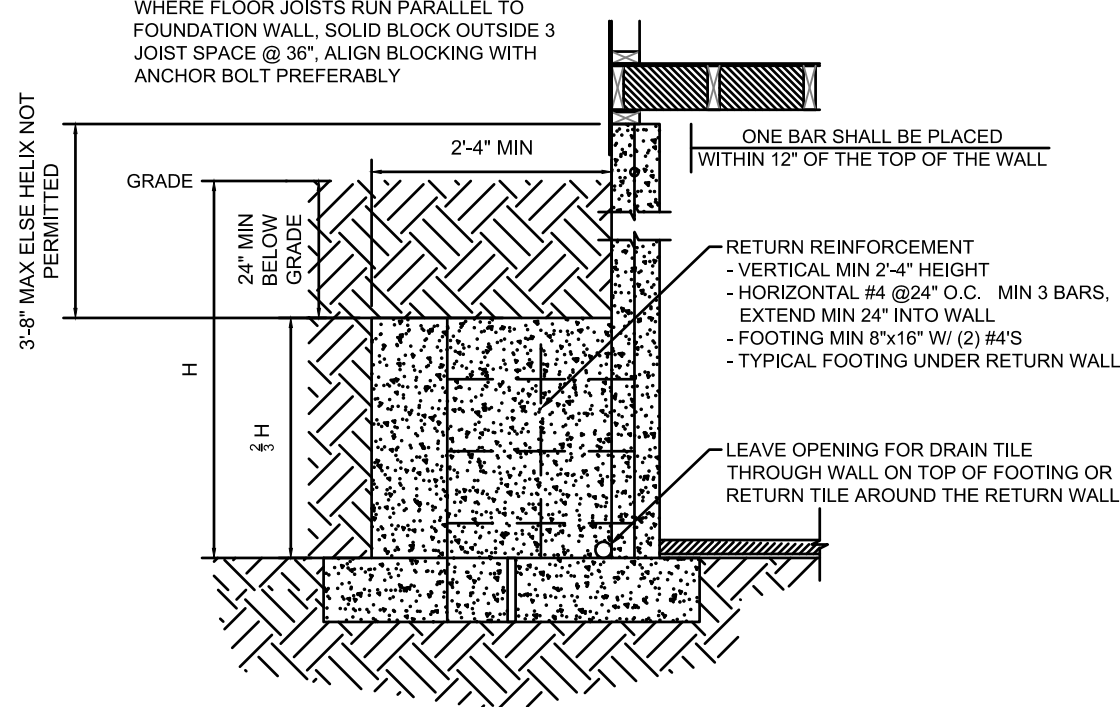 WHERE FLOOR JOISTS RUN PARALLEL TO
FOUNDATION WALL, SOLID BLOCK OUTSIDE 3
JOIST SPACE @ 36", ALIGN BLOCKING WITH
ANCHOR BOLT PREFERABLY
3'-8" MAX ELSE HELIX NOT
PERMITTED
GRADE
2'-4" MIN
ONE BAR SHALL BE PLACED
WITHIN 12" OF THE TOP OF THE WALL
24" MIN
BELOW
GRADE
H
2/3 H
RETURN REINFORCEMENT
- VERTICAL MIN 2'-4" HEIGHT
- HORIZONTAL #4 @24" O.C. MIN 3 BARS,
EXTEND MIN 24" INTO WALL
- FOOTING MIN 8"x16" W/ (2) #4'S
- TYPICAL FOOTING UNDER RETURN WALL
LEAVE OPENING FOR DRAIN TILE
THROUGH WALL ON TOP OF FOOTING OR
RETURN TILE AROUND THE RETURN WALL